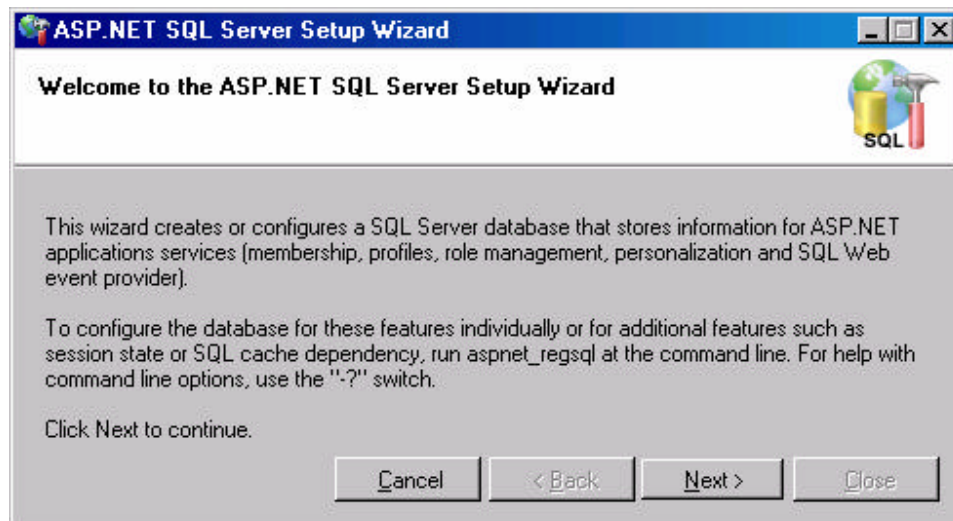 ASP.NET SQL Server Setup Wizard
Welcome to the ASP.NET SQL Server Setup Wizard
SQL
This wizard creates or configures a SQL Server database that stores information for ASP.NET
applications services (membership, profiles, role management, personalization and SQL Web
event provider).
To configure the database for these features individually or for additional features such as
session state or SQL cache dependency, run aspnet_regsql at the command line. For help with
command line options, use the "-?" switch.
Click Next to continue.
Cancel
< Back
Next >
Close